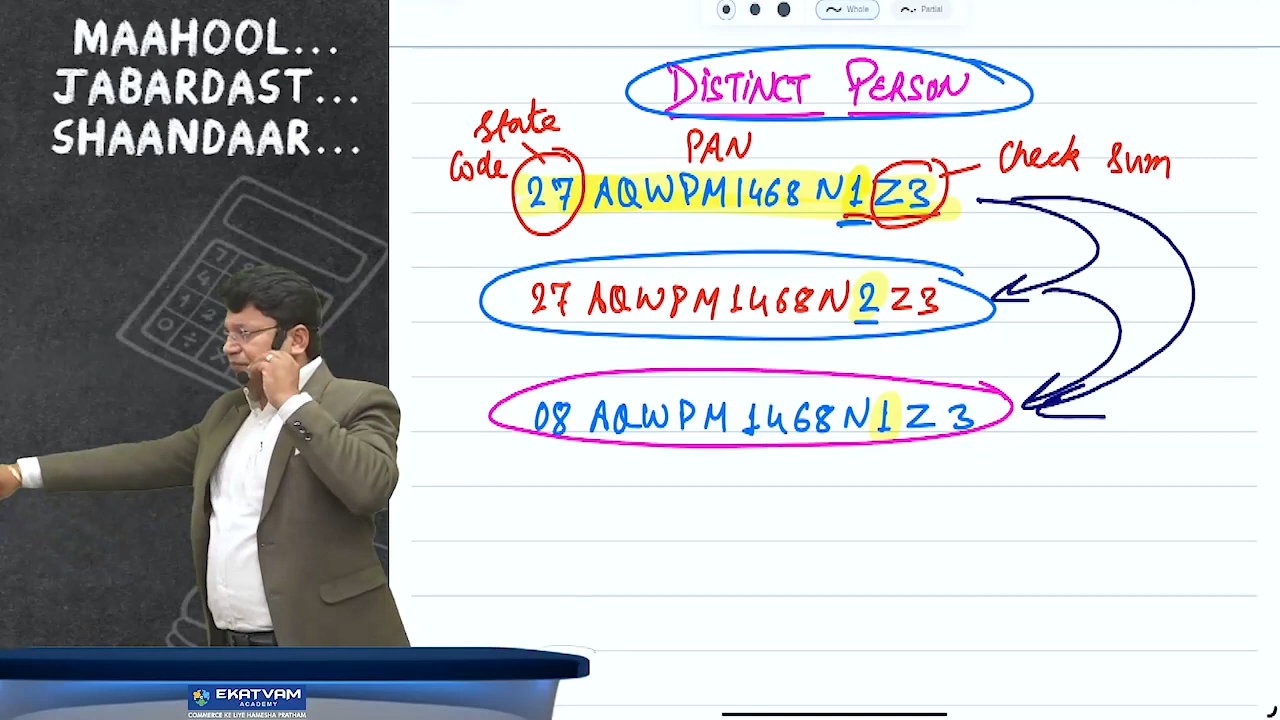 MAAHOOL...
JABARDAST...
SHAANDAAR...
Whole
Partial
DISTINCT PERSON
State Code
PAN
Check Sum
27 AQWPM1468 N1Z3
27 AQWPM1468N2Z3
08 AQWPM1468N1Z3
EKATVAM
ACADEMY
COMMERCE KE LIYE HAMESHA PRATHAM